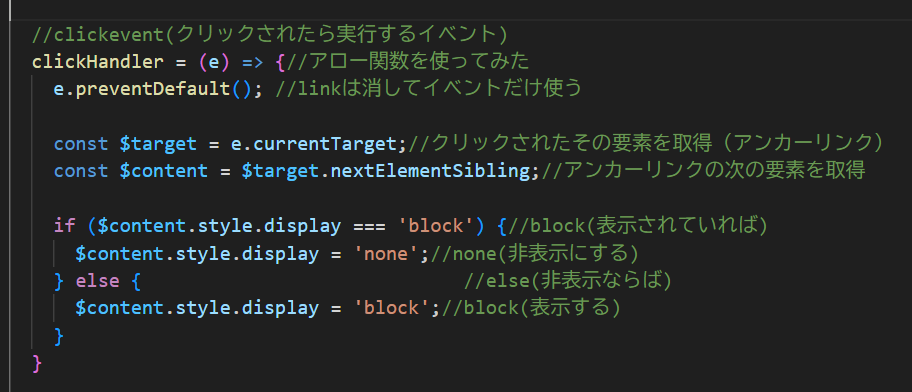 //clickevent(クリックされたら実行するイベント)
clickHandler = (e) => {//アロー関数を使ってみた
e.preventDefault(); //linkは消してイベントだけ使う
const $target = e.currentTarget;//クリックされたその要素を取得（アンカーリンク）
const $content = $target.nextElementSibling;//アンカーリンクの次の要素を取得
if ($content.style.display === 'block') {//block(表示されていれば)
$content.style.display = 'none';//none(非表示にする)
} else { //else(非表示ならば)
$content.style.display = 'block';//block(表示する)
}
}